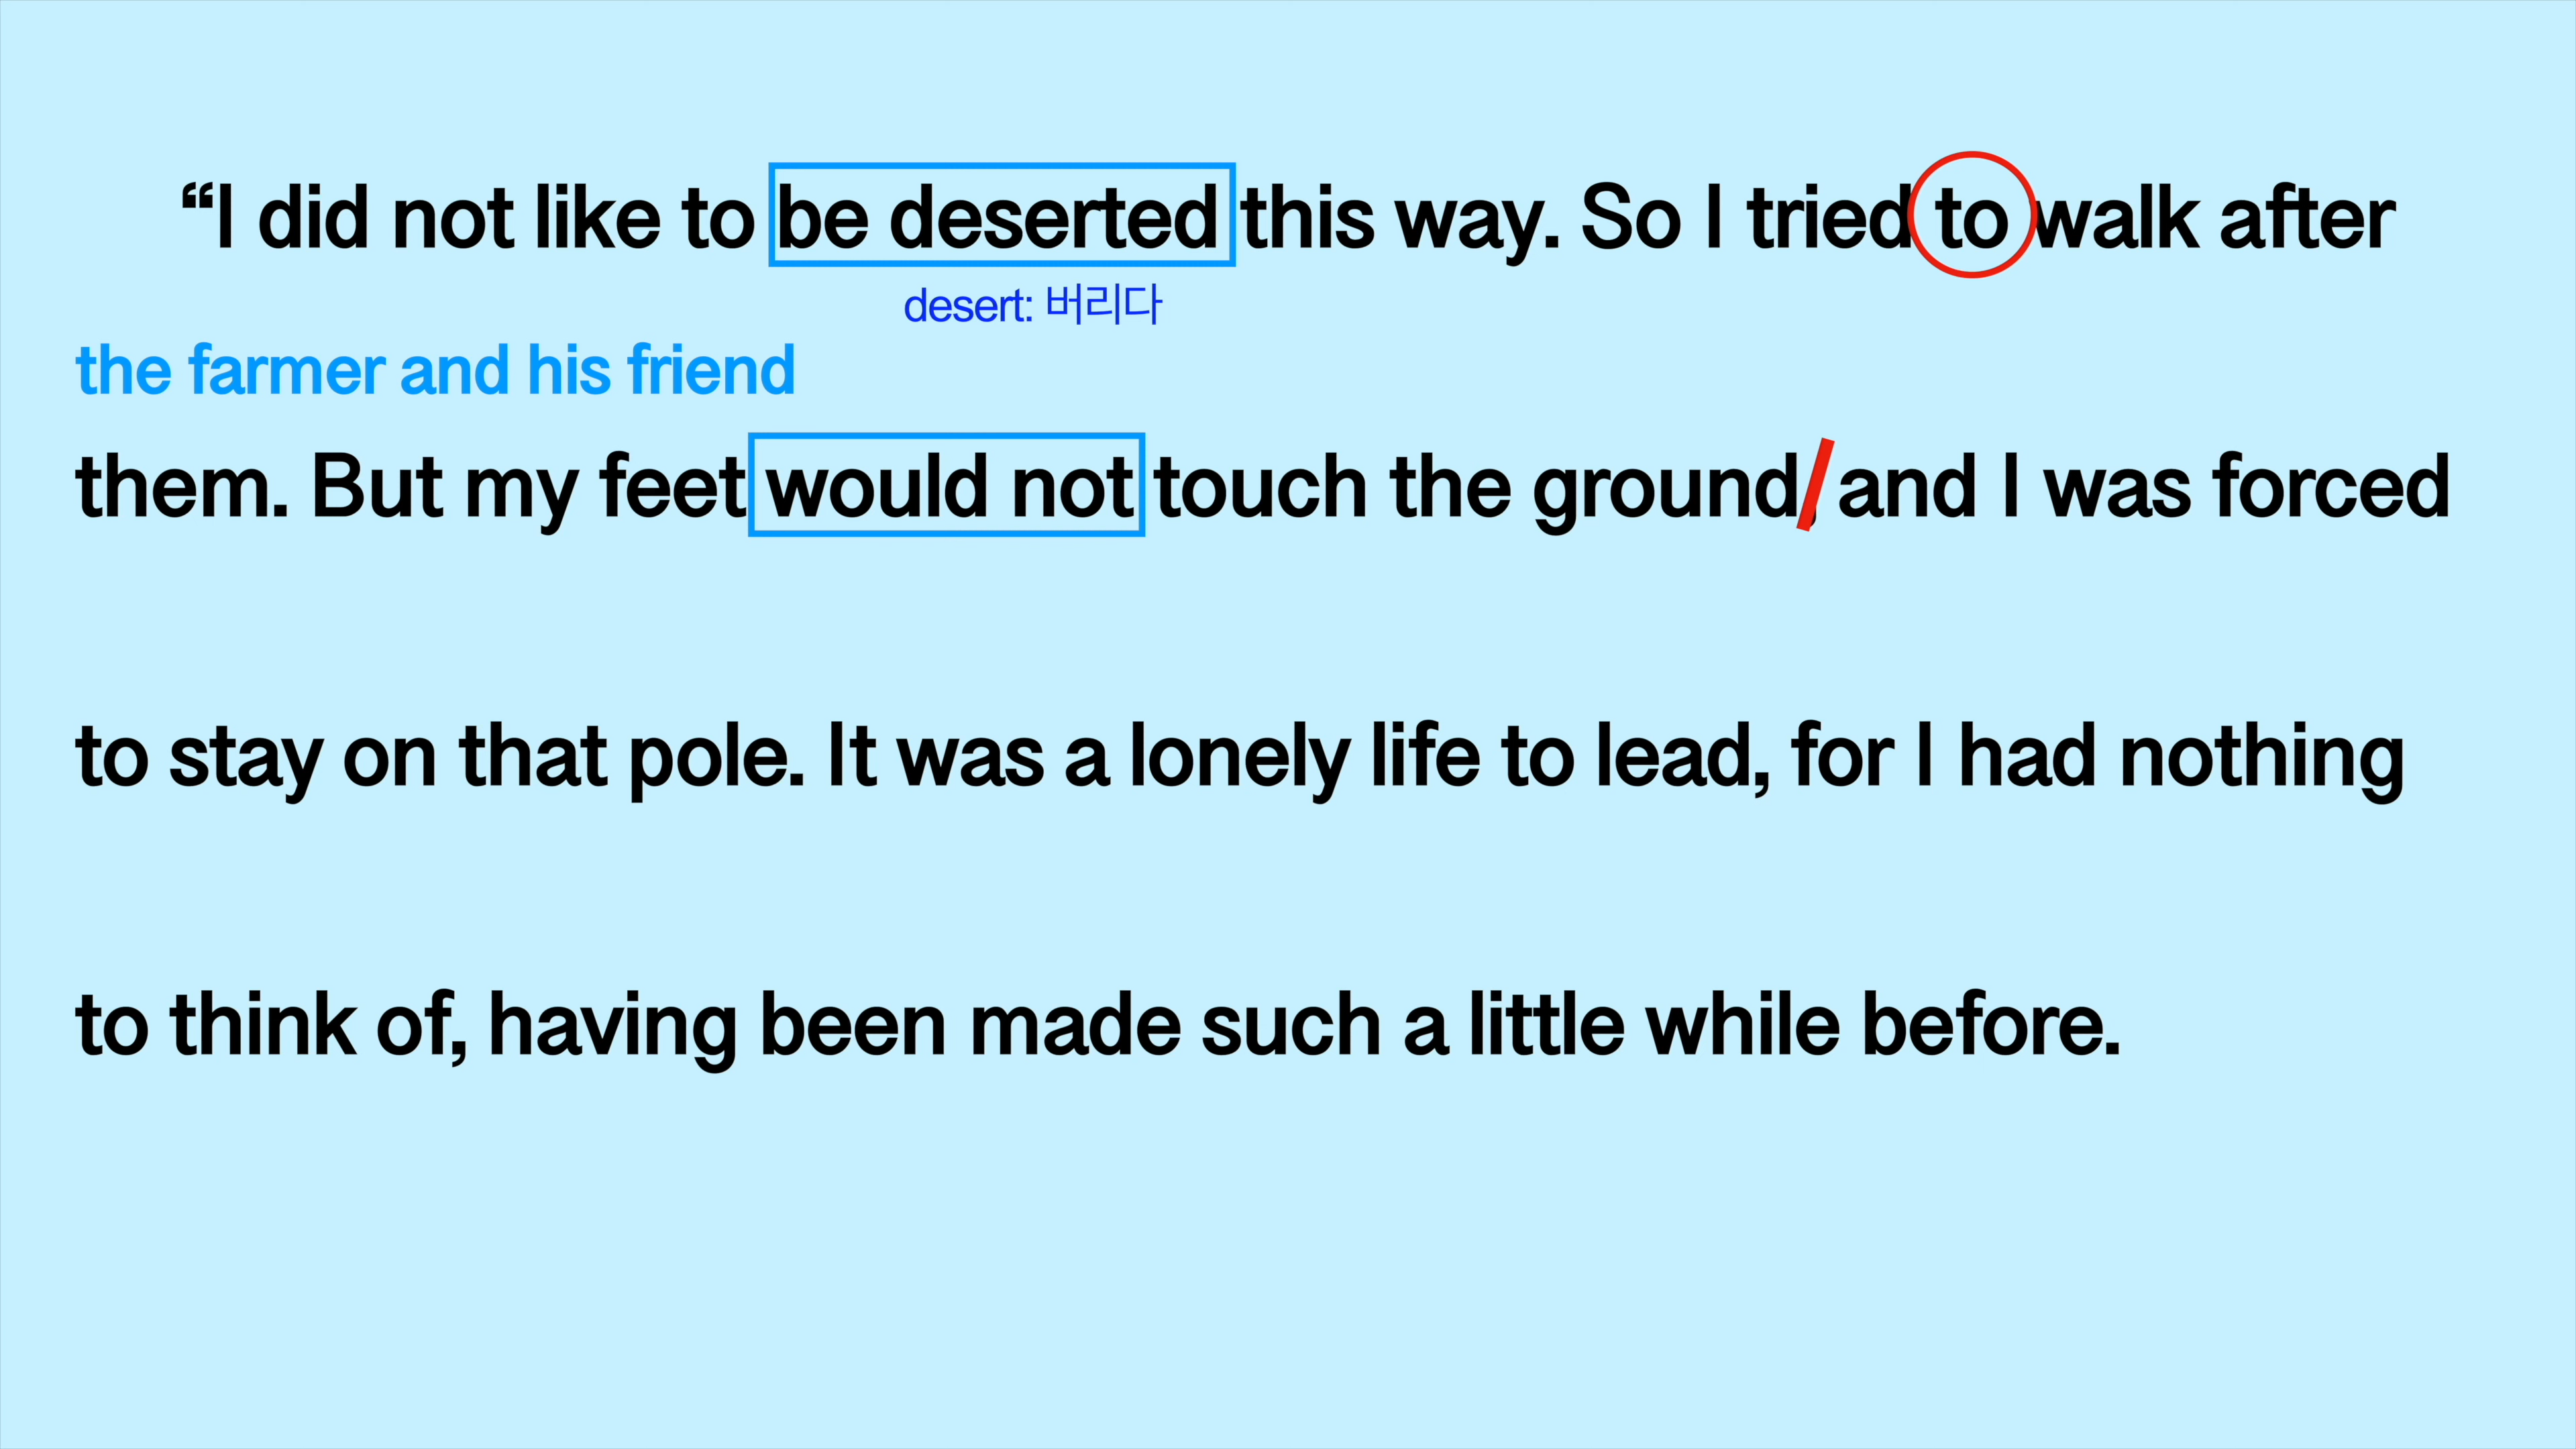 “I did not like to be deserted this way. So I tried to walk after
desert: 버리다
the farmer and his friend
them. But my feet would not touch the ground, and I was forced
to stay on that pole. It was a lonely life to lead, for I had nothing
to think of, having been made such a little while before.